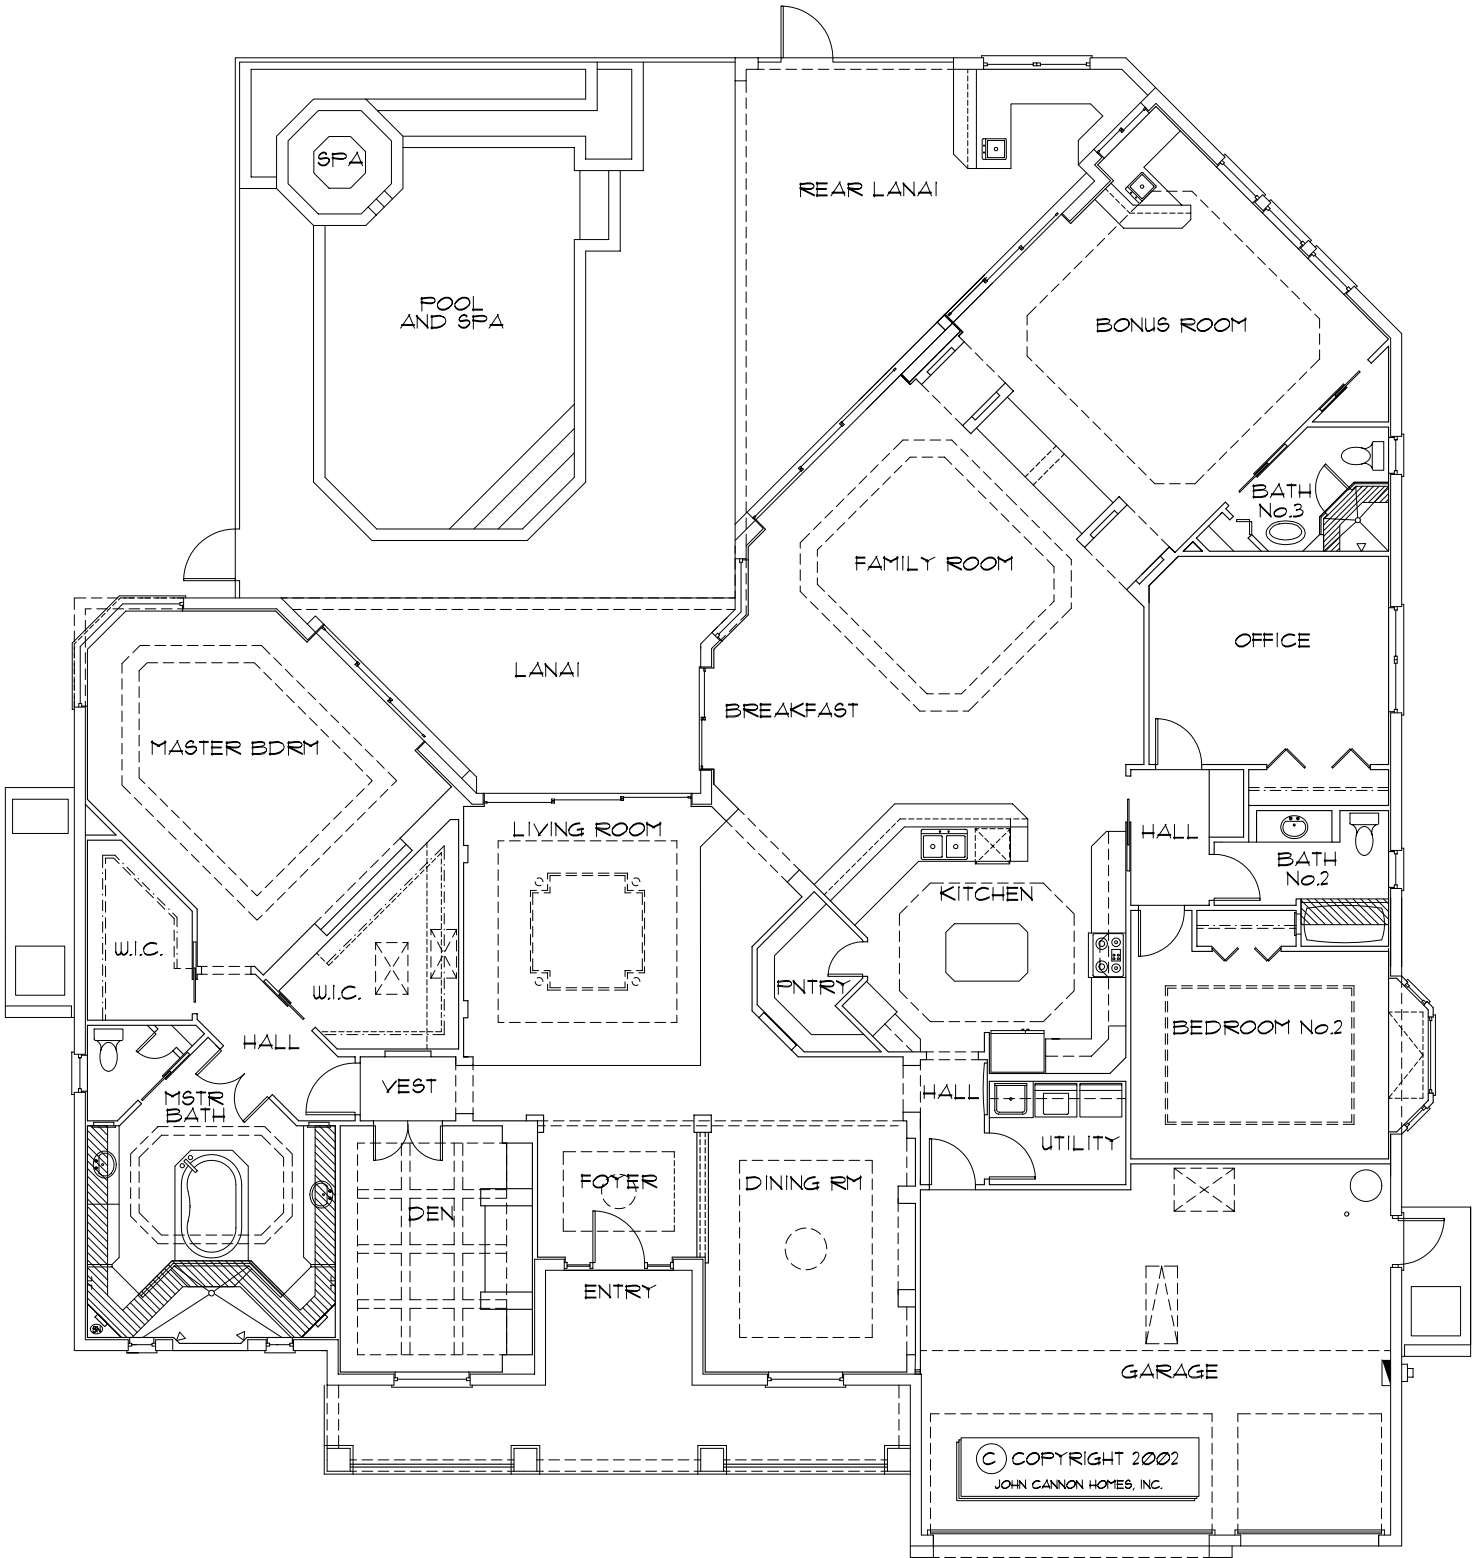 SPA
REAR LANAI
POOL
AND SPA
BONUS ROOM
BATH
No.3
FAMILY ROOM
OFFICE
LANAI
BREAKFAST
MASTER BDRM
LIVING ROOM
HALL
BATH
No.2
KITCHEN
W.I.C.
W.I.C.
PNTRY
BEDROOM No.2
HALL
VEST
HALL
MSTR
BATH
UTILITY
FOYER
DINING RM
DEN
ENTRY
GARAGE
© COPYRIGHT 2002
JOHN CANNON HOMES, INC.